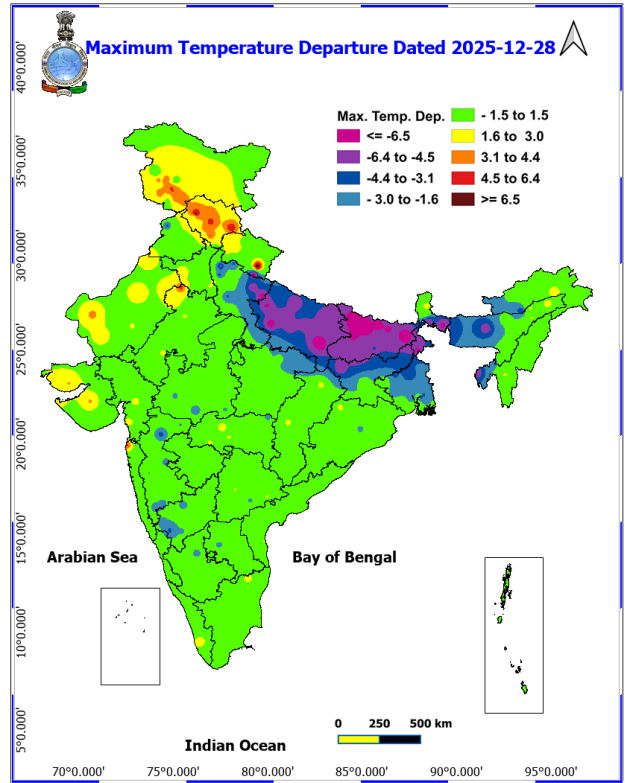 Maximum Temperature Departure Dated 2025-12-28
Max. Temp. Dep.
<= -6.5
-6.4 to -4.5
-4.4 to -3.1
- 3.0 to -1.6
- 1.5 to 1.5
1.6 to 3.0
3.1 to 4.4
4.5 to 6.4
>= 6.5
40°0.000'
35°0.000'
30°0.000'
25°0.000'
20°0.000'
15°0.000'
10°0.000'
5°0.000'
Arabian Sea
Bay of Bengal
Indian Ocean
0 250 500 km
70°0.000' 75°0.000' 80°0.000' 85°0.000' 90°0.000' 95°0.000'